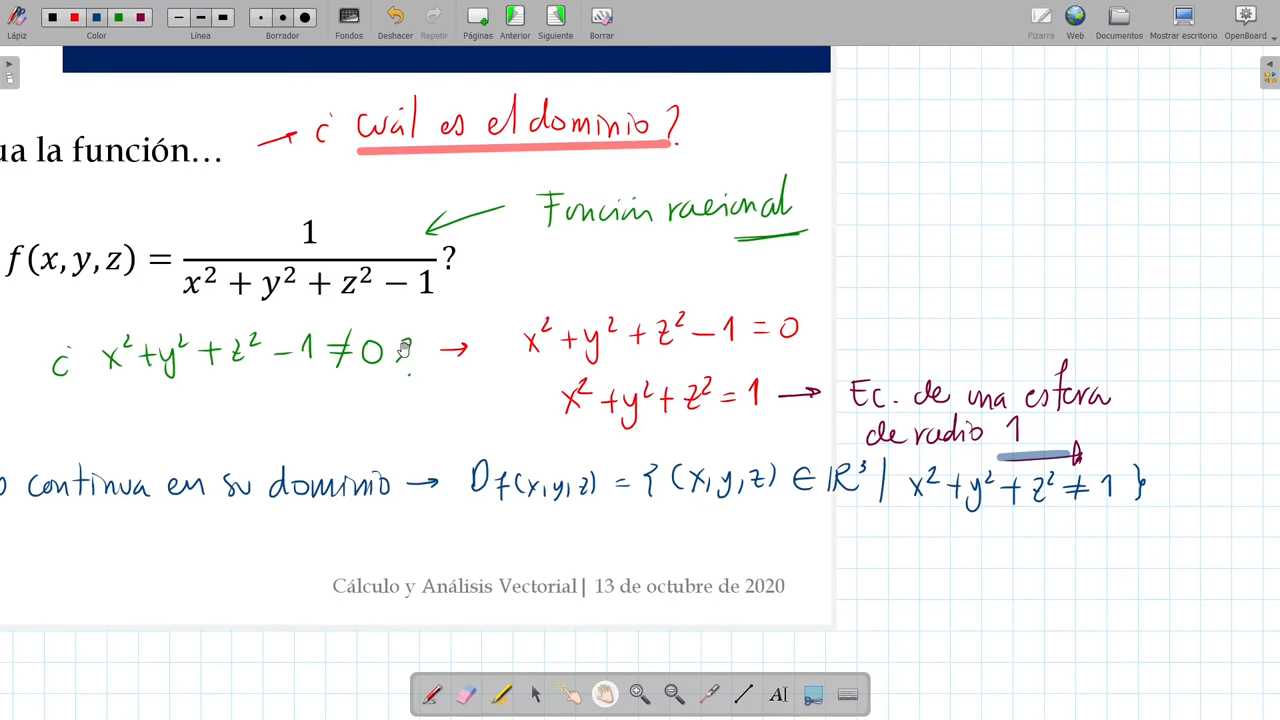 Lápiz Color Línea Borrador Fondos Deshacer Repetir Páginas Anterior Siguiente Borrar Pizarra Web Documentos Mostrar escritorio OpenBoard
→ ¿ Cuál es el dominio?
ua la función…
← Función racional
f(x, y, z) = 1 / (x² + y² + z² − 1)?
¿ x² + y² + z² − 1 ≠ 0 ? → x² + y² + z² − 1 = 0
x² + y² + z² = 1 → Ec. de una esfera
de radio 1
o continua en su dominio → Df(x,y,z) = { (x,y,z) ∈ ℝ³ | x² + y² + z² ≠ 1 }
Cálculo y Análisis Vectorial| 13 de octubre de 2020